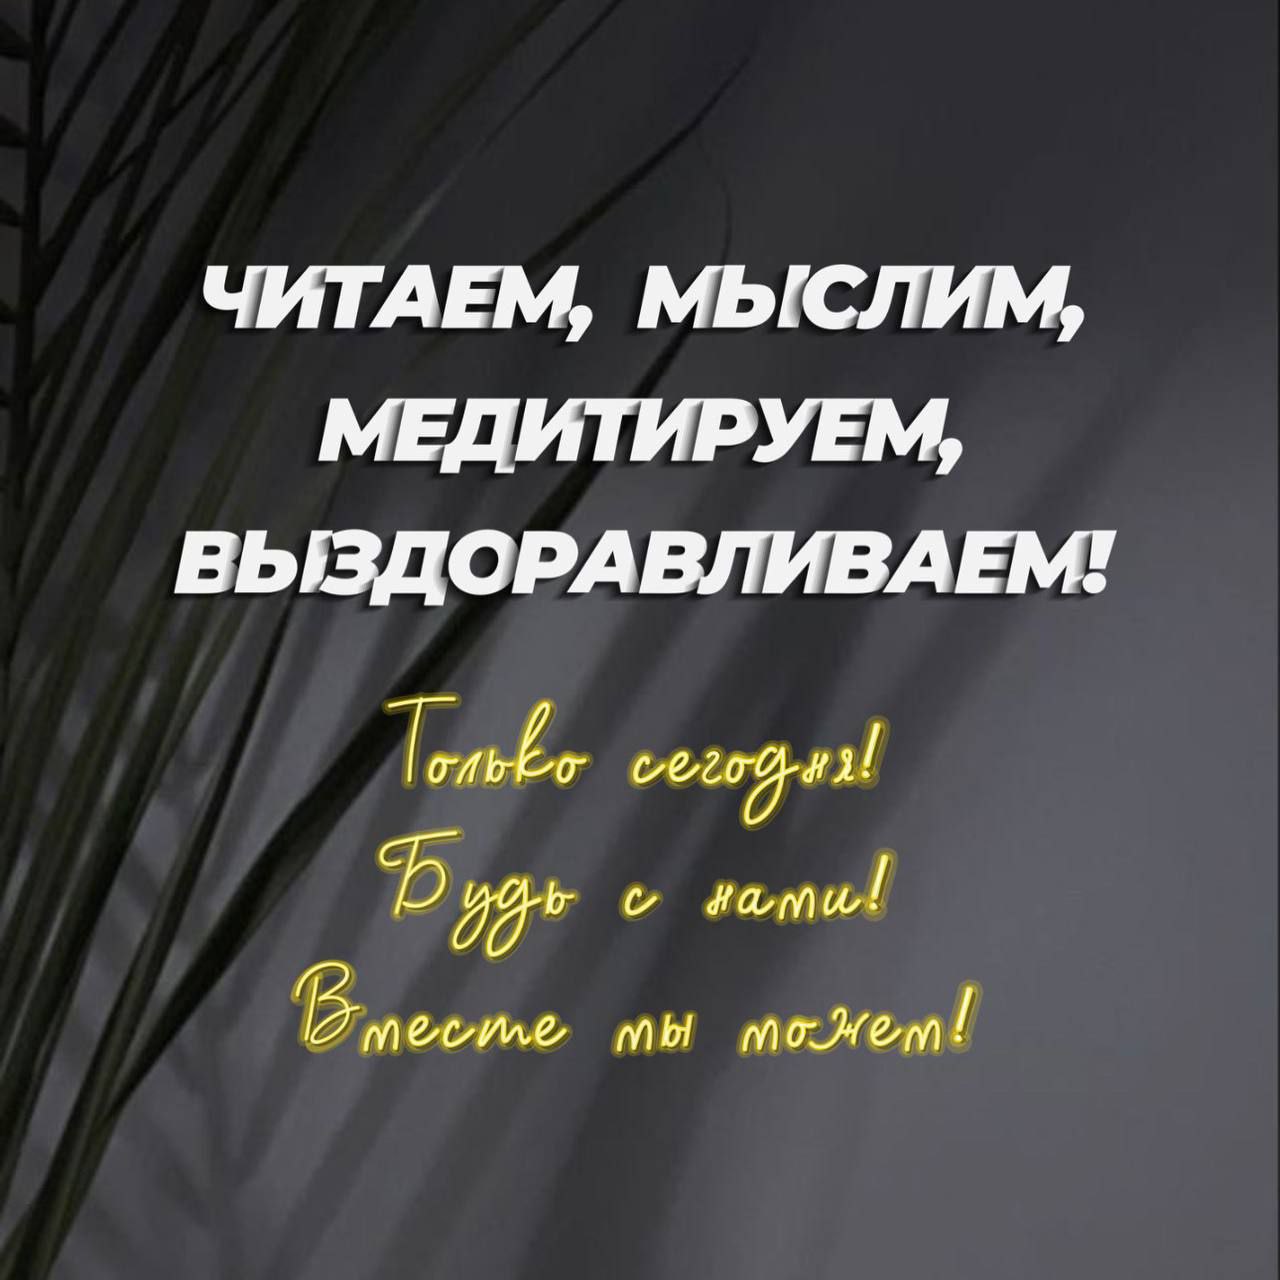 ЧИТАЕМ, МЫСЛИМ,
МЕДИТИРУЕМ,
ВЫЗДОРАВЛИВАЕМ!
Только сегодня!
Будь с нами!
Вместе мы можем!